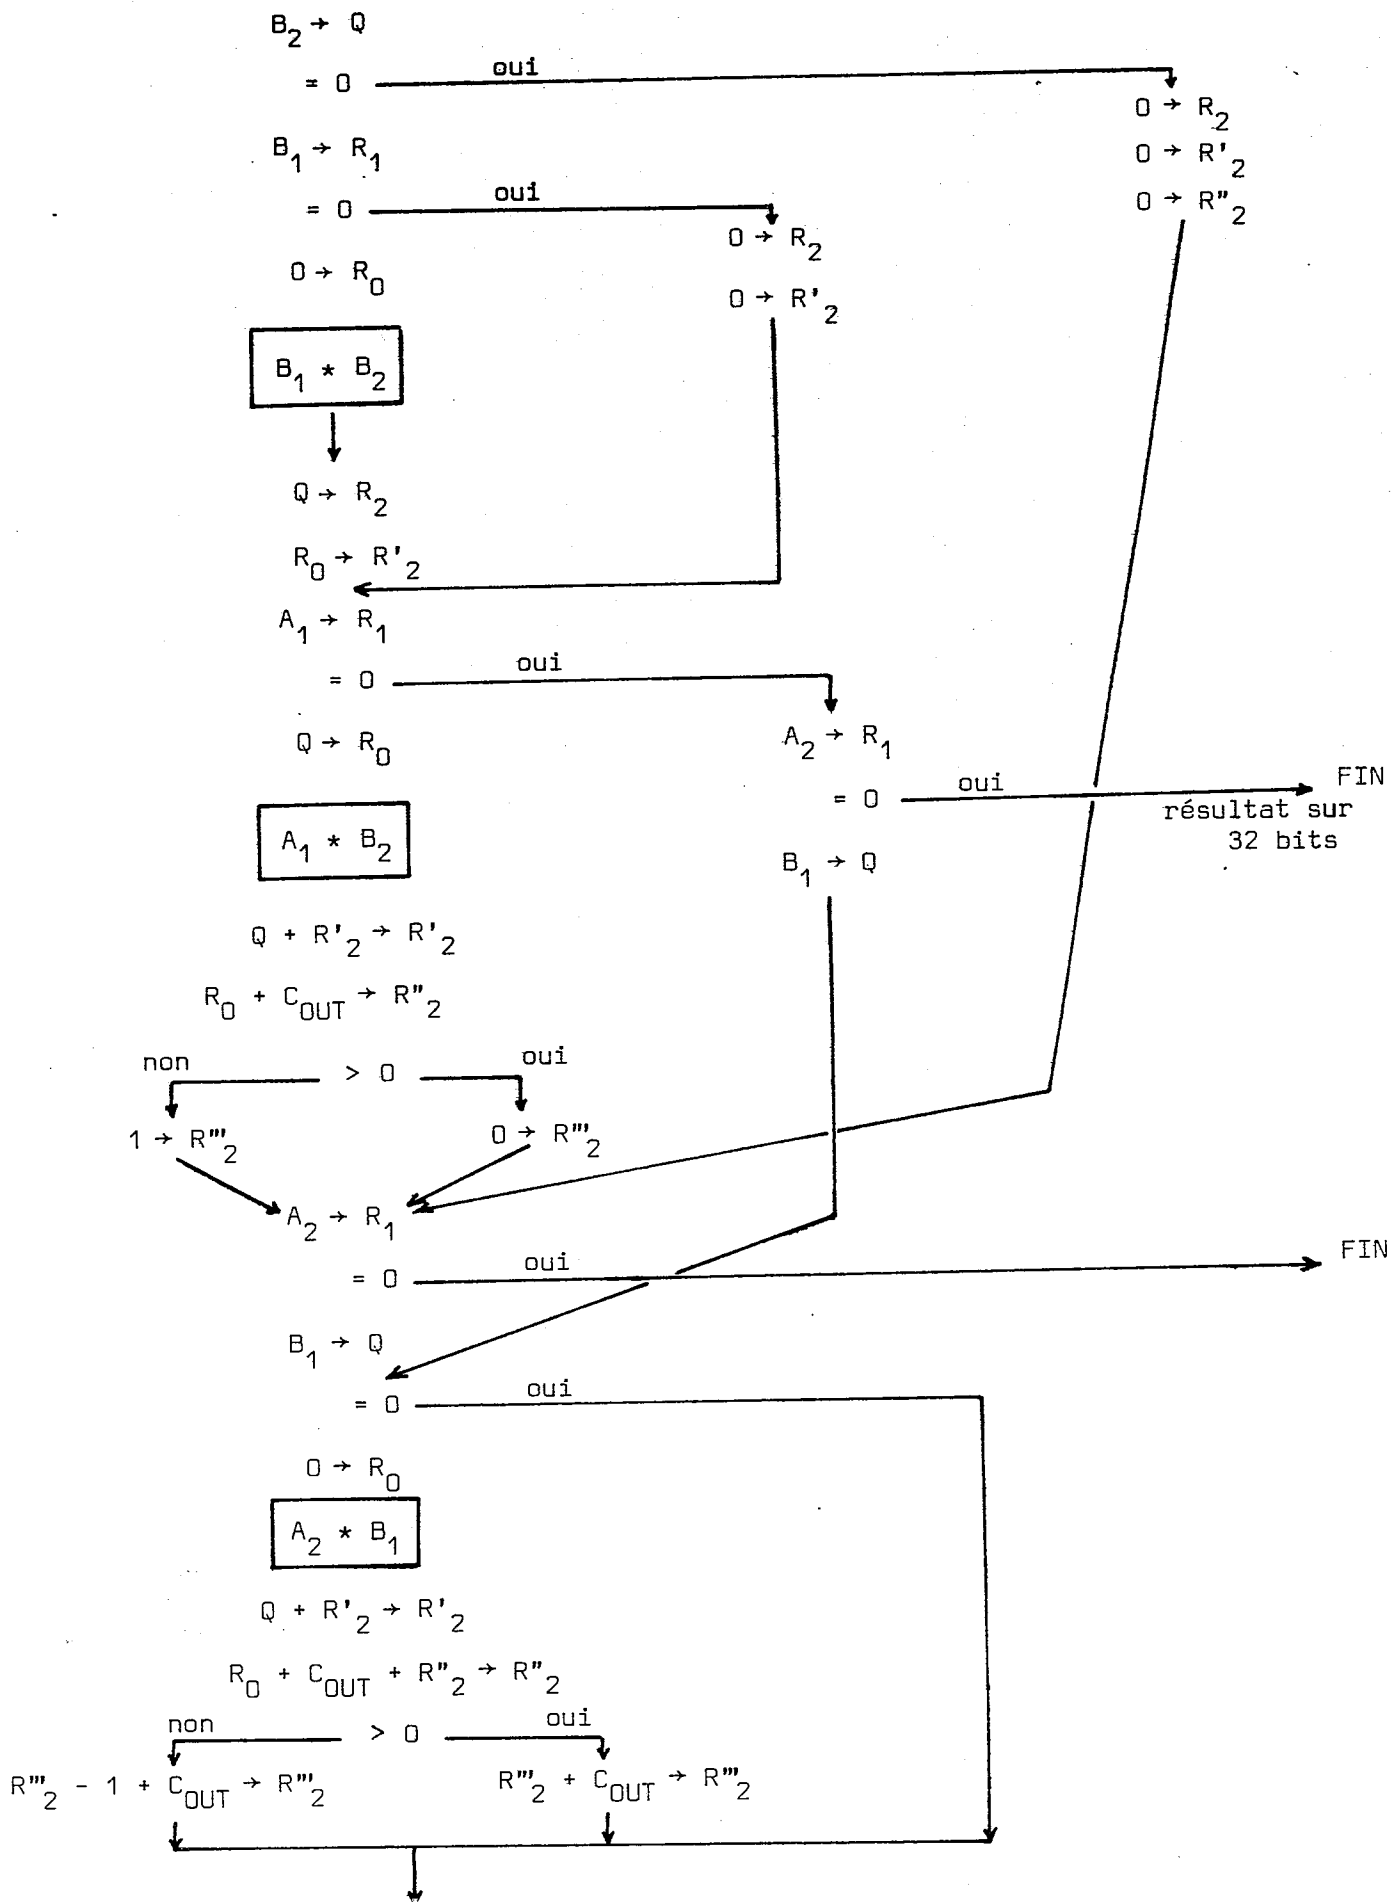 B₂ → Q
oui
= 0
0 → R₂
B₁ → R₁
0 → R'₂
oui
= 0
0 → R"₂
0 → R₂
0 → R₀
0 → R'₂
B₁ * B₂
Q → R₂
R₀ → R'₂
A₁ → R₁
oui
= 0
Q → R₀
A₂ → R₁
oui
FIN
= 0
résultat sur
32 bits
A₁ * B₂
B₁ → Q
Q + R'₂ → R'₂
R₀ + C_OUT → R"₂
non
> 0
oui
1 → R"'₂
0 → R"'₂
A₂ → R₁
oui
FIN
= 0
B₁ → Q
oui
= 0
0 → R₀
A₂ * B₁
Q + R'₂ → R'₂
R₀ + C_OUT + R"₂ → R"₂
non
> 0
oui
R"'₂ - 1 + C_OUT → R"'₂
R"'₂ + C_OUT → R"'₂